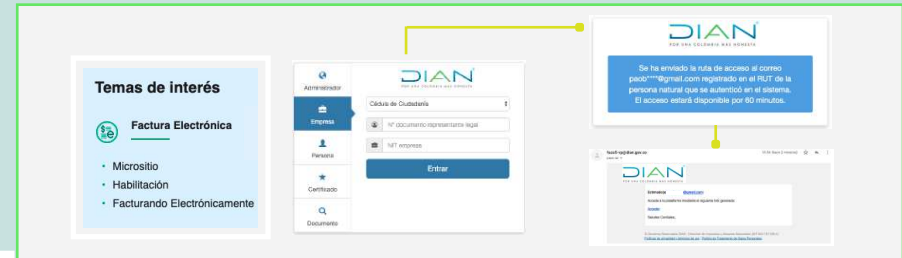 Temas de interés
Factura Electrónica
• Micrositio
• Habilitación
• Facturando Electrónicamente
Administrador
Empresa
Persona
Certificado
Documento
DIAN
POR UNA COLOMBIA MÁS HONESTA
Cédula de Ciudadanía
N° documento representante legal
NIT empresa
Entrar
DIAN
POR UNA COLOMBIA MÁS HONESTA
Se ha enviado la ruta de acceso al correo
paob****@gmail.com registrado en el RUT de la
persona natural que se autenticó en el sistema.
El acceso estará disponible por 60 minutos.
DIAN